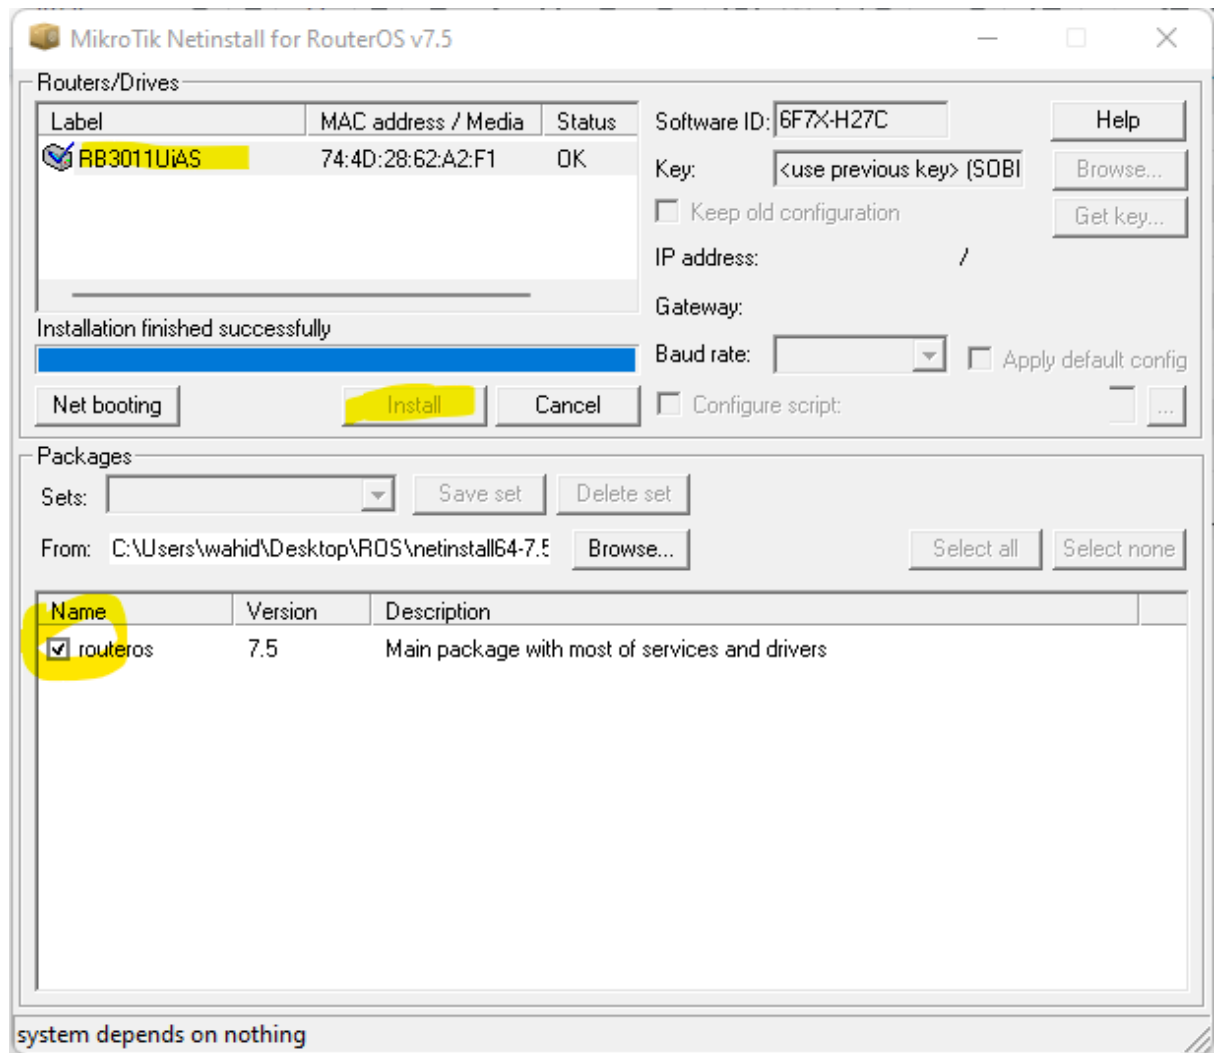 MikroTik Netinstall for RouterOS v7.5
Routers/Drives
Label MAC address / Media Status
RB3011UiAS 74:4D:28:62:A2:F1 OK
Software ID: 6F7X-H27C Help
Key: <use previous key> (SOBI Browse...
Keep old configuration Get key...
IP address: /
Gateway:
Installation finished successfully
Baud rate: Apply default config
Net booting Install Cancel Configure script: ...
Packages
Sets: Save set Delete set
From: C:\Users\wahid\Desktop\ROS\netinstall64-7.5 Browse... Select all Select none
Name Version Description
routeros 7.5 Main package with most of services and drivers
system depends on nothing